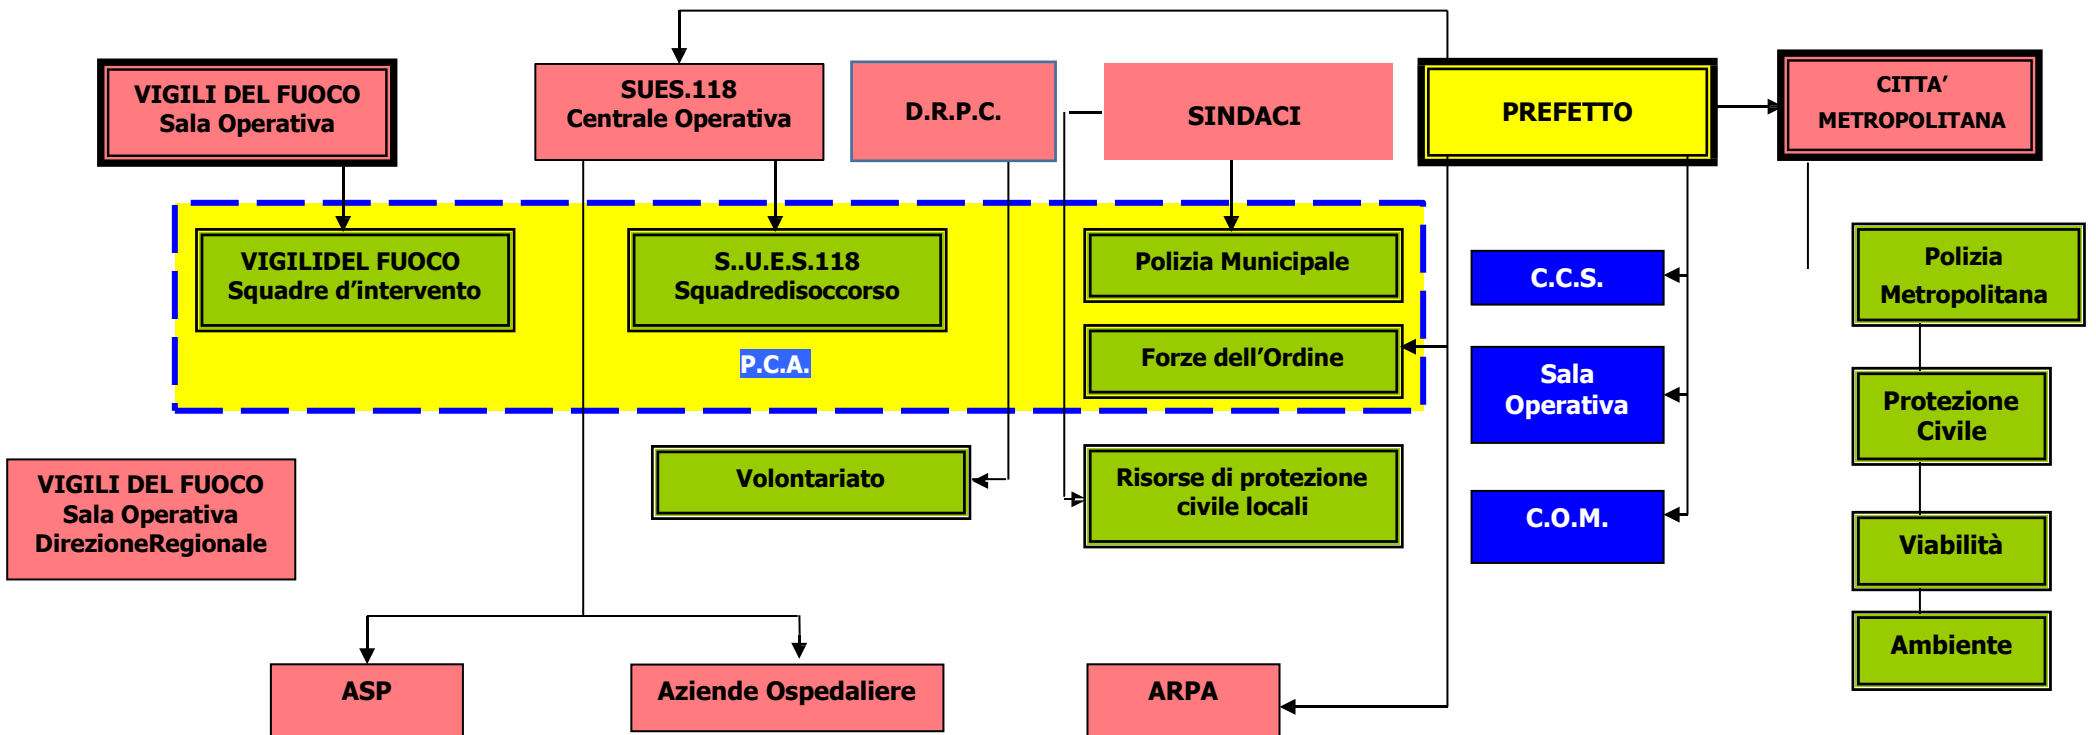 VIGILI DEL FUOCO
Sala Operativa
SUES.118
Centrale Operativa
D.R.P.C.
SINDACI
PREFETTO
CITTA'
METROPOLITANA
VIGILIDEL FUOCO
Squadre d'intervento
S..U.E.S.118
Squadredisoccorso
Polizia Municipale
Forze dell'Ordine
P.C.A.
C.C.S.
Sala
Operativa
C.O.M.
Polizia
Metropolitana
Protezione
Civile
Viabilità
Ambiente
VIGILI DEL FUOCO
Sala Operativa
DirezioneRegionale
Volontariato
Risorse di protezione
civile locali
ASP
Aziende Ospedaliere
ARPA